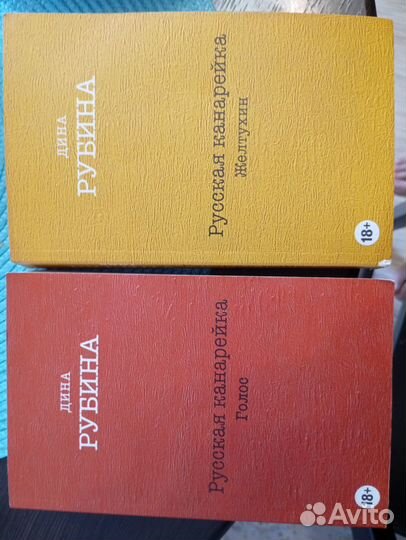 ДИНА
РУБИНА
Русская канарейка
Желтухин
18+
ДИНА
РУБИНА
Русская канарейка
Голос
18+
Avito